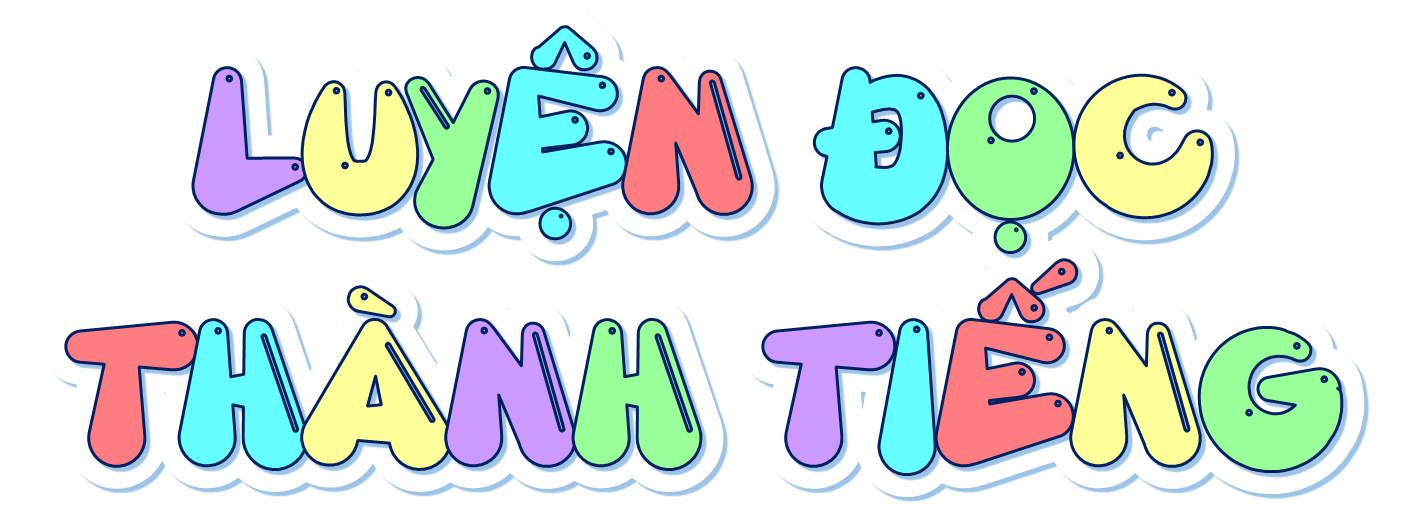 LUYỆN ĐỌC
THÀNH TIẾNG